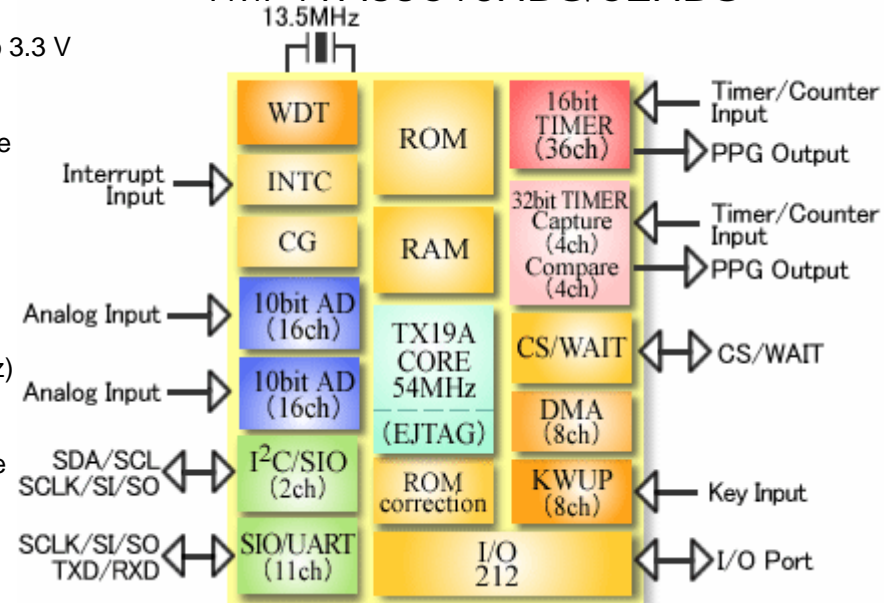 13.5MHz
3.3 V
WDT
ROM
16bit
TIMER
(36ch)
Timer/Counter
Input
PPG Output
Interrupt
Input
INTC
CG
RAM
32bit TIMER
Capture
(4ch)
Compare
(4ch)
Timer/Counter
Input
PPG Output
Analog Input
10bit AD
(16ch)
Analog Input
10bit AD
(16ch)
TX19A
CORE
54MHz
(EJTAG)
CS/WAIT
CS/WAIT
DMA
(8ch)
z)
e
e
SDA/SCL
SCLK/SI/SO
I²C/SIO
(2ch)
ROM
correction
KWUP
(8ch)
Key Input
SCLK/SI/SO
TXD/RXD
SIO/UART
(11ch)
I/O
212
I/O Port